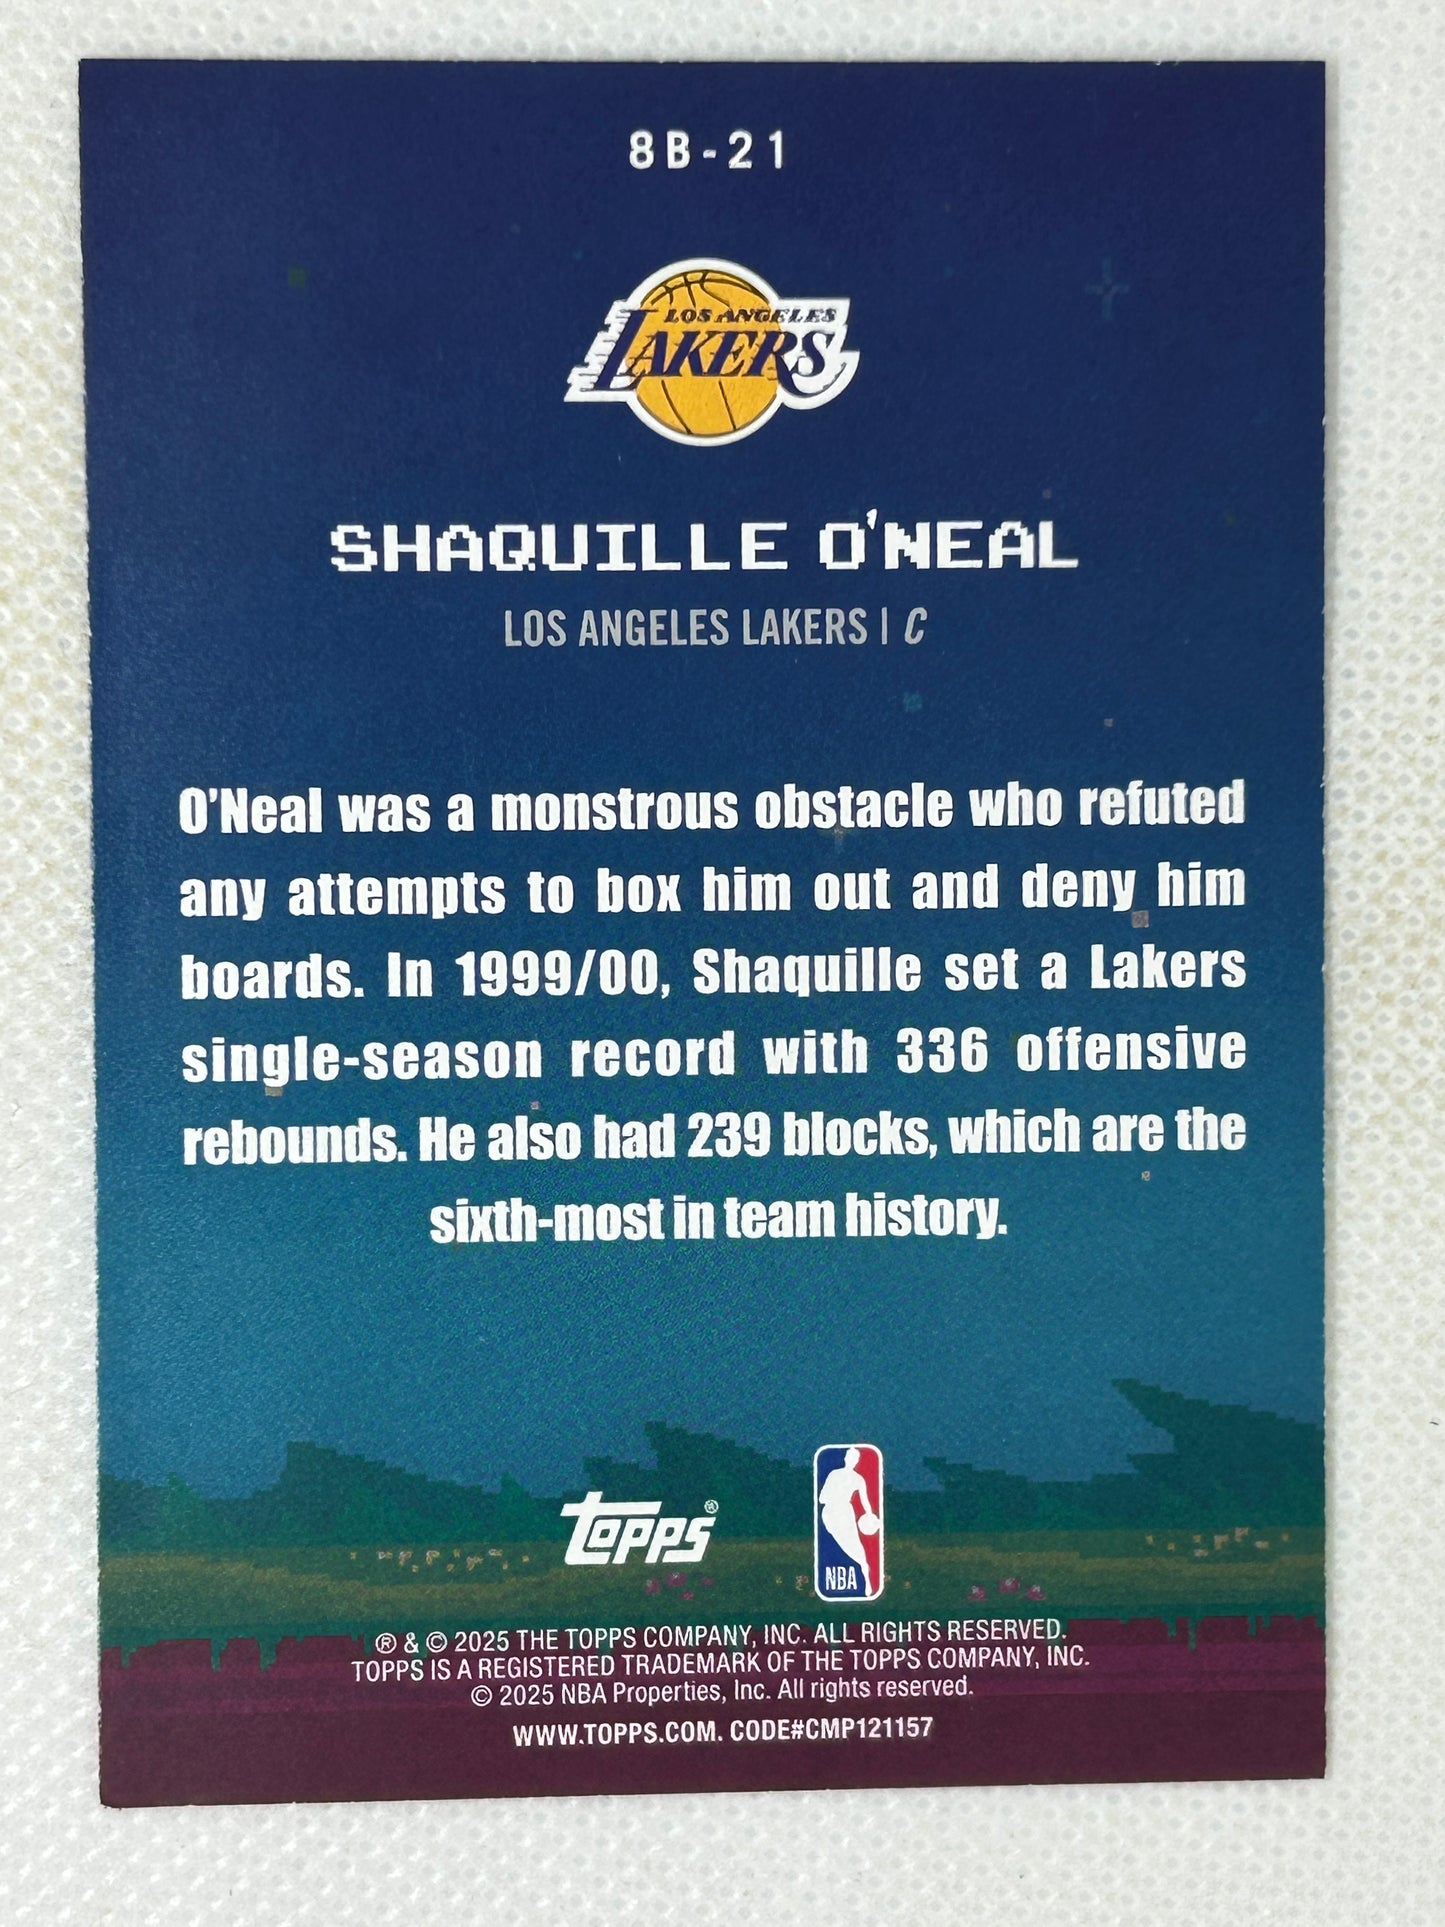 8B-21
LOS ANGELES
LAKERS
SHAQUILLE O'NEAL
LOS ANGELES LAKERS | C
O'Neal was a monstrous obstacle who refuted
any attempts to box him out and deny him
boards. In 1999/00, Shaquille set a Lakers
single-season record with 336 offensive
rebounds. He also had 239 blocks, which are the
sixth-most in team history.
TOPPS®
NBA
® & © 2025 THE TOPPS COMPANY, INC. ALL RIGHTS RESERVED.
TOPPS IS A REGISTERED TRADEMARK OF THE TOPPS COMPANY, INC.
© 2025 NBA Properties, Inc. All rights reserved.
WWW.TOPPS.COM. CODE#CMP121157